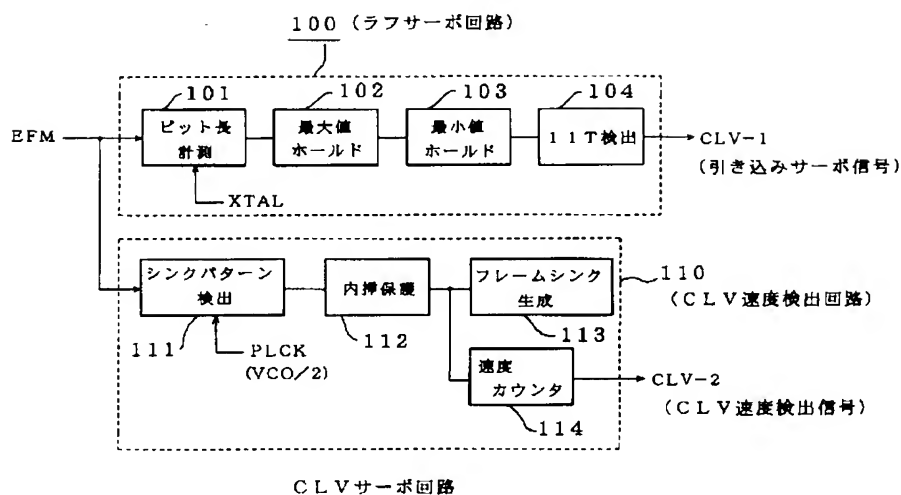 100 (ラフサーボ回路)
101
102
103
104
EFM
ピット長
計測
最大値
ホールド
最小値
ホールド
11T検出
CLV-1
(引き込みサーボ信号)
XTAL
シンクパターン
検出
内挿保護
フレームシンク
生成
110
(CLV速度検出回路)
111
PLCK
(VCO/2)
112
113
速度
カウンタ
CLV-2
(CLV速度検出信号)
114
CLVサーボ回路